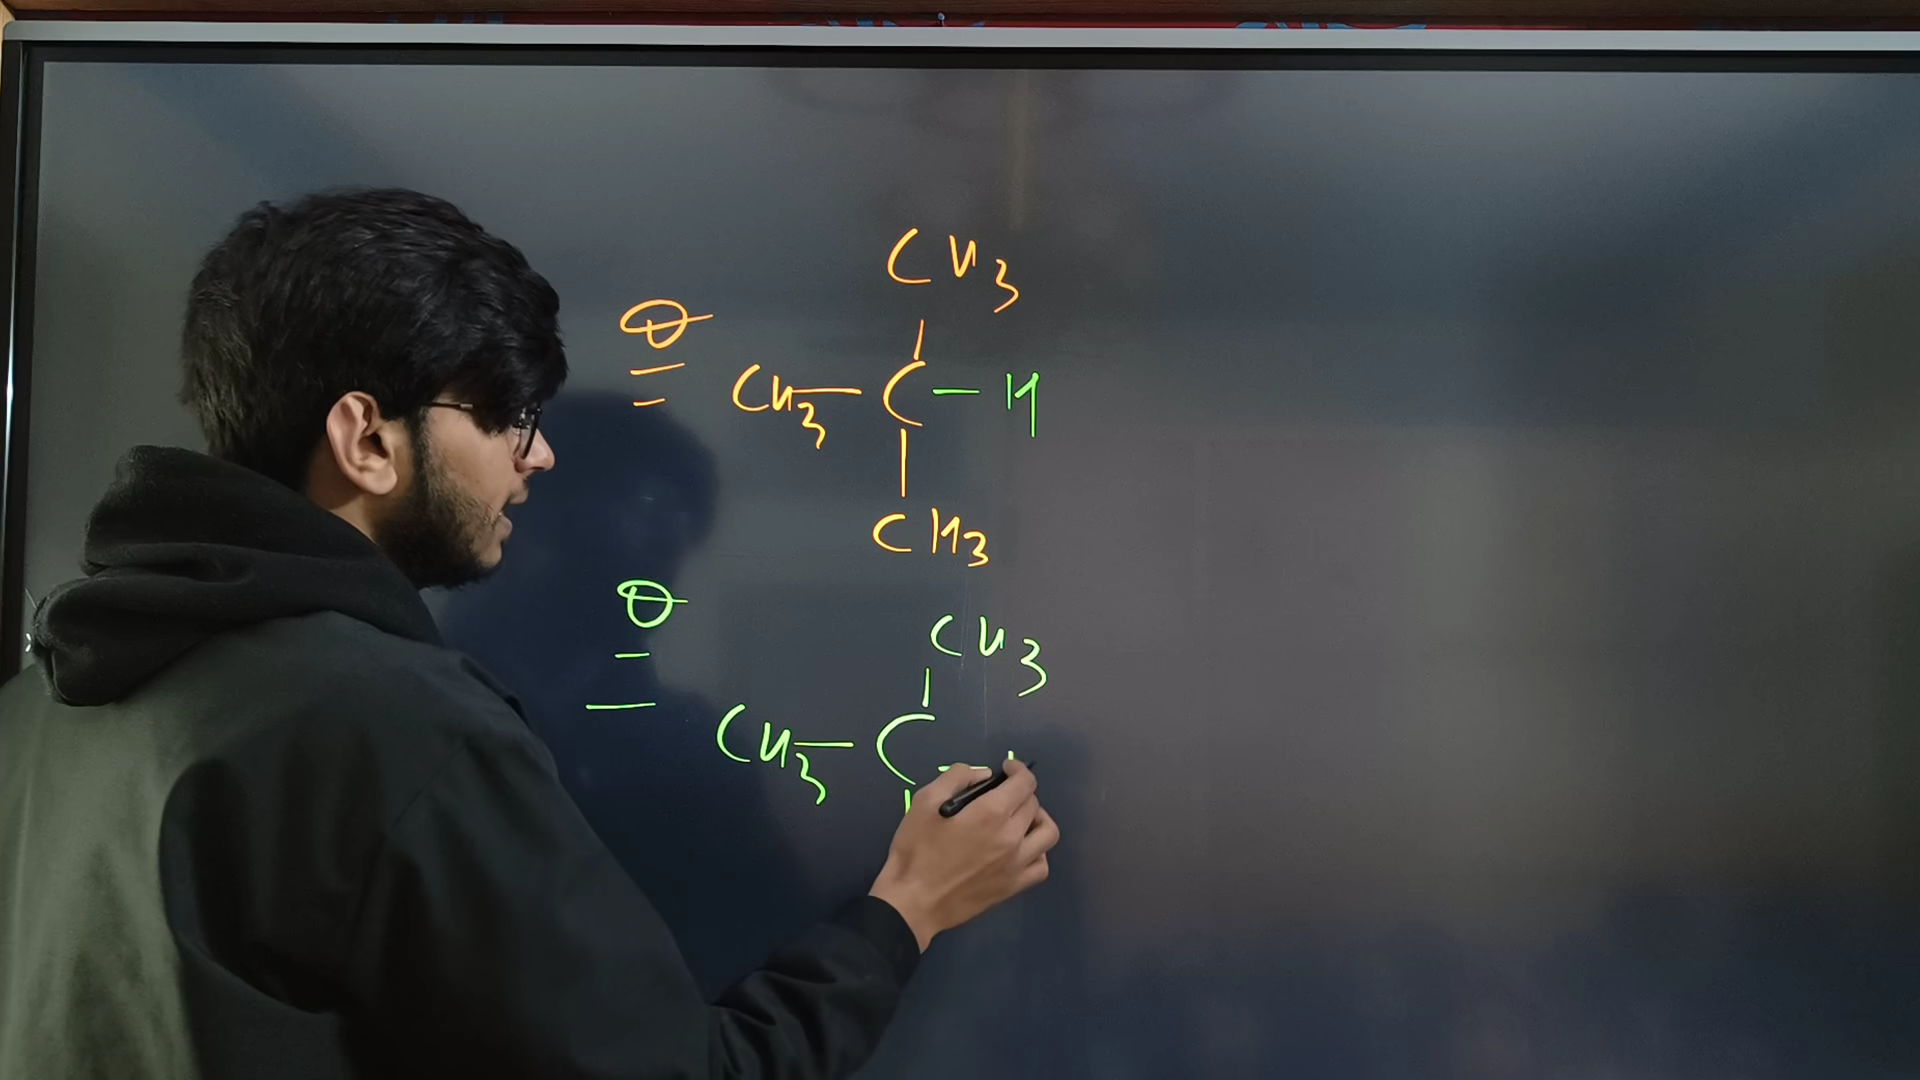 Q
CH3
CH3 — C — H
CH3
Q
CH3
CH3 — C —